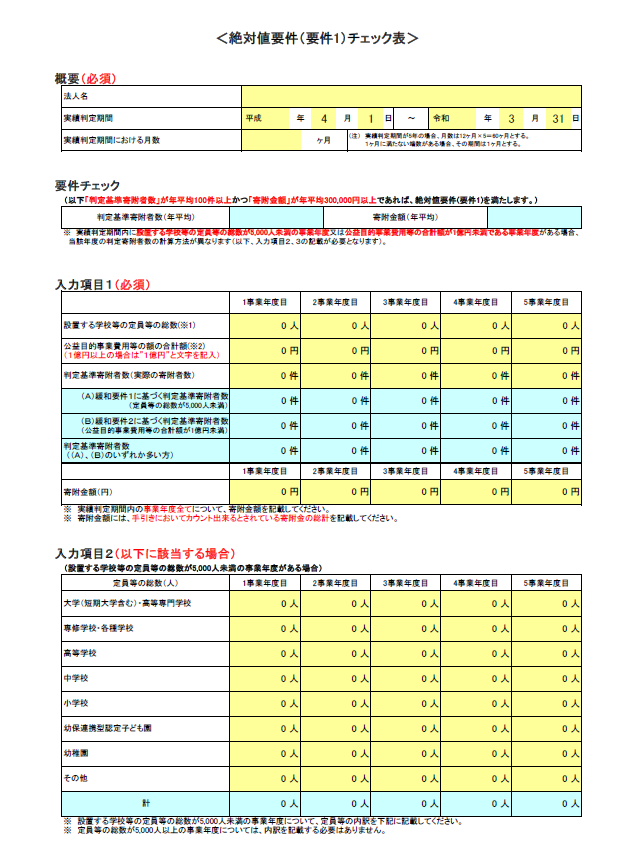 ＜絶対値要件（要件1）チェック表＞
概要（必須）
法人名
実績判定期間 平成 年 4 月 1 日 ～ 令和 年 3 月 31 日
実績判定期間における月数 ヶ月 （注） 実績判定期間が5年の場合、月数は12ヶ月×5＝60ヶ月とする。
1ヶ月に満たない端数がある場合、その期間は1ヶ月とする。
要件チェック
（以下「判定基準寄附者数」が年平均100件以上かつ「寄附金額」が年平均300,000円以上であれば、絶対値要件（要件1）を満たします。）
判定基準寄附者数（年平均） 寄附金額（年平均）
※ 実績判定期間内に設置する学校等の定員等の総数が5,000人未満の事業年度又は公益目的事業費用等の合計額が1億円未満である事業年度がある場合、
当該年度の判定寄附者数の計算方法が異なります（以下、入力項目2、3の記載が必要となります）。
入力項目1（必須）
1事業年度目 2事業年度目 3事業年度目 4事業年度目 5事業年度目
設置する学校等の定員等の総数（※1） 0 人 0 人 0 人 0 人 0 人
公益目的事業費用等の額の合計額（※2） 0 円 0 円 0 円 0 円 0 円
（1億円以上の場合は"1億円"と文字を記入）
判定基準寄附者数（実際の寄附者数） 0 件 0 件 0 件 0 件 0 件
（A）緩和要件1に基づく判定基準寄附者数 0 件 0 件 0 件 0 件 0 件
（定員等の総数が5,000人未満）
（B）緩和要件2に基づく判定基準寄附者数 0 件 0 件 0 件 0 件 0 件
（公益目的事業費用等の合計額が1億円未満）
判定基準寄附者数 0 件 0 件 0 件 0 件 0 件
（（A）、（B）のいずれか多い方）
1事業年度目 2事業年度目 3事業年度目 4事業年度目 5事業年度目
寄附金額（円） 0 円 0 円 0 円 0 円 0 円
※ 実績判定期間内の事業年度全てについて、寄附金額を記載してください。
※ 寄附金額には、手引きにおいてカウント出来るとされている寄附金の総計を記載してください。
入力項目2（以下に該当する場合）
（設置する学校等の定員等の総数が5,000人未満の事業年度がある場合）
定員等の総数（人） 1事業年度目 2事業年度目 3事業年度目 4事業年度目 5事業年度目
大学（短期大学含む）・高等専門学校 0 人 0 人 0 人 0 人 0 人
専修学校・各種学校 0 人 0 人 0 人 0 人 0 人
高等学校 0 人 0 人 0 人 0 人 0 人
中学校 0 人 0 人 0 人 0 人 0 人
小学校 0 人 0 人 0 人 0 人 0 人
幼保連携型認定子ども園 0 人 0 人 0 人 0 人 0 人
幼稚園 0 人 0 人 0 人 0 人 0 人
その他 0 人 0 人 0 人 0 人 0 人
計 0 人 0 人 0 人 0 人 0 人
※ 設置する学校等の定員等の総数が5,000人未満の事業年度について、定員等の内訳を下記に記載してください。
※ 定員等の総数が5,000人以上の事業年度については、内訳を記載する必要はありません。